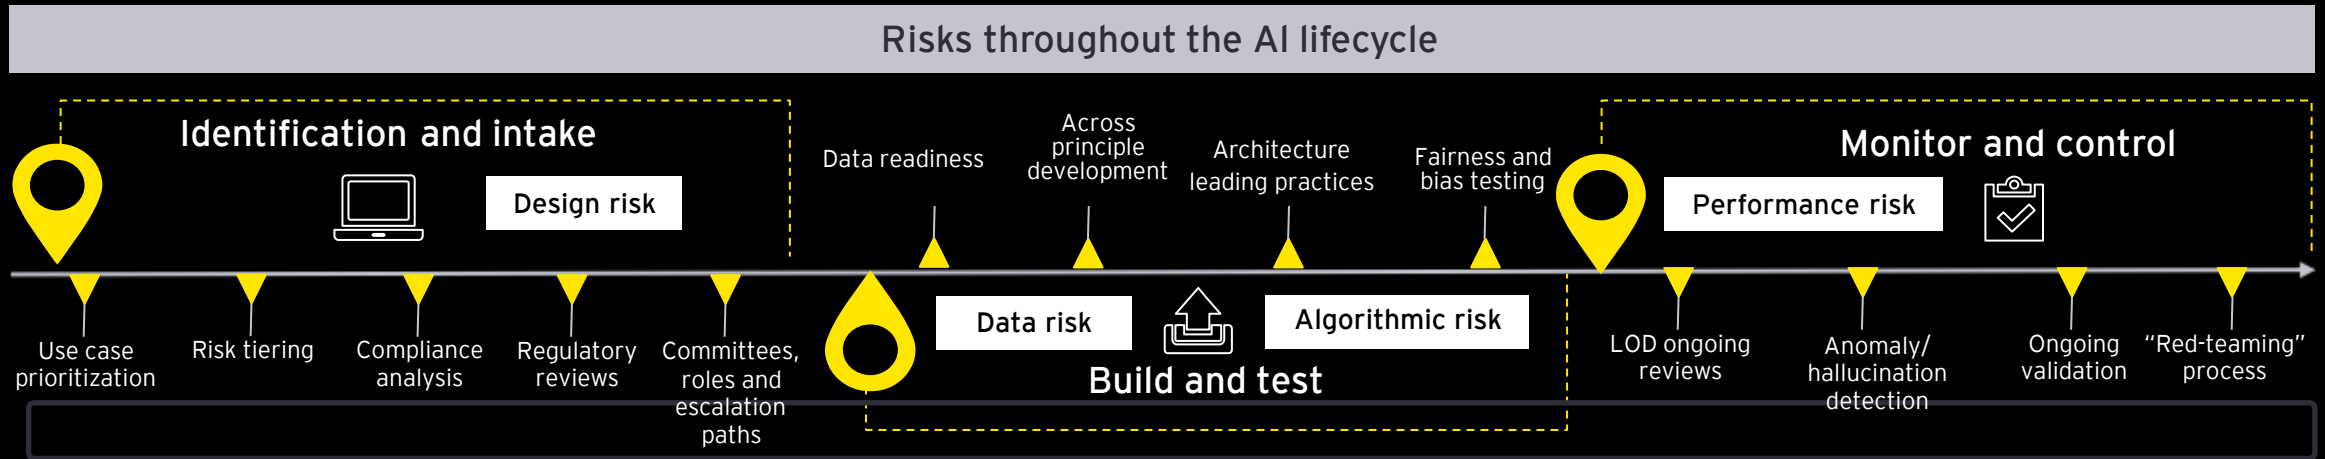 Risks throughout the AI lifecycle
Identification and intake
Design risk
Use case
prioritization
Risk tiering
Compliance
analysis
Regulatory
reviews
Committees,
roles and
escalation
paths
Data readiness
Across
principle
development
Architecture
leading practices
Fairness and
bias testing
Data risk
Algorithmic risk
Build and test
Monitor and control
Performance risk
LOD ongoing
reviews
Anomaly/
hallucination
detection
Ongoing
validation
“Red-teaming”
process